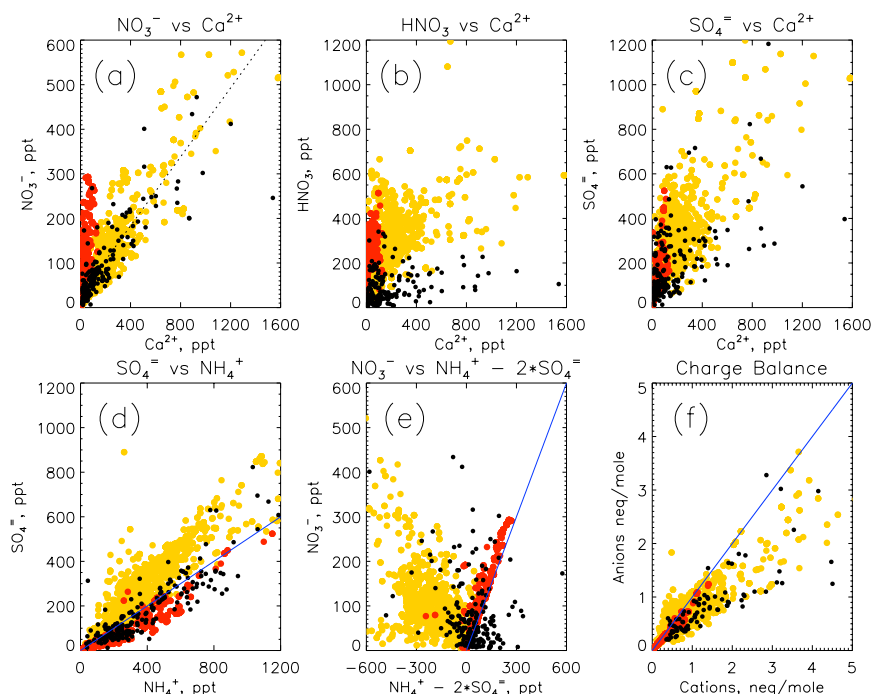 NO₃⁻ vs Ca²⁺
(a)
NO₃⁻, ppt
600
500
400
300
200
100
0
0 400 800 1200 1600
Ca²⁺, ppt
HNO₃ vs Ca²⁺
(b)
HNO₃, ppt
1200
1000
800
600
400
200
0
0 400 800 1200 1600
Ca²⁺, ppt
SO₄⁼ vs Ca²⁺
(c)
SO₄⁼, ppt
1200
1000
800
600
400
200
0
0 400 800 1200 1600
Ca²⁺, ppt
SO₄⁼ vs NH₄⁺
(d)
SO₄⁼, ppt
1200
1000
800
600
400
200
0
0 400 800 1200
NH₄⁺, ppt
NO₃⁻ vs NH₄⁺ − 2*SO₄⁼
(e)
NO₃⁻, ppt
600
500
400
300
200
100
0
−600 −300 0 300 600
NH₄⁺ − 2*SO₄⁼, ppt
Charge Balance
(f)
Anions neq/mole
5
4
3
2
1
0
0 1 2 3 4 5
Cations, neq/mole